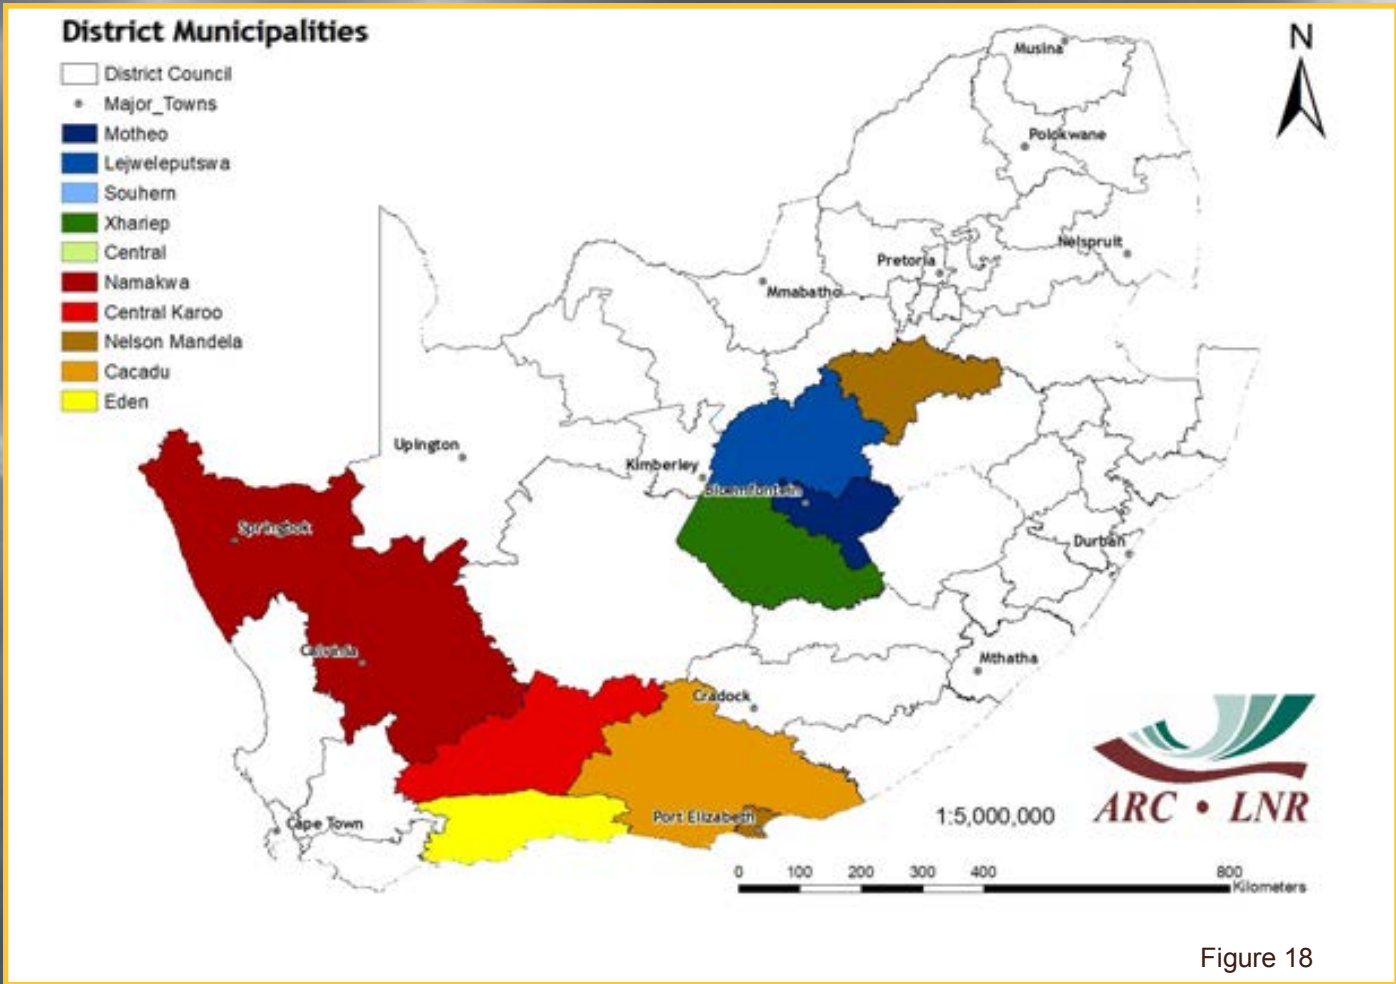 District Municipalities
District Council
Major_Towns
Motheo
Lejweleputswa
Souhern
Xhariep
Central
Namakwa
Central Karoo
Nelson Mandela
Cacadu
Eden
N
Musina
Polokwane
Nelspruit
Pretoria
Mmabatho
Upington
Kimberley
Bloemfontein
Springbok
Durban
Calvinia
Mthatha
Cradock
Port Elizabeth
Cape Town
1:5,000,000
ARC • LNR
0 100 200 300 400 800
Kilometers
Figure 18